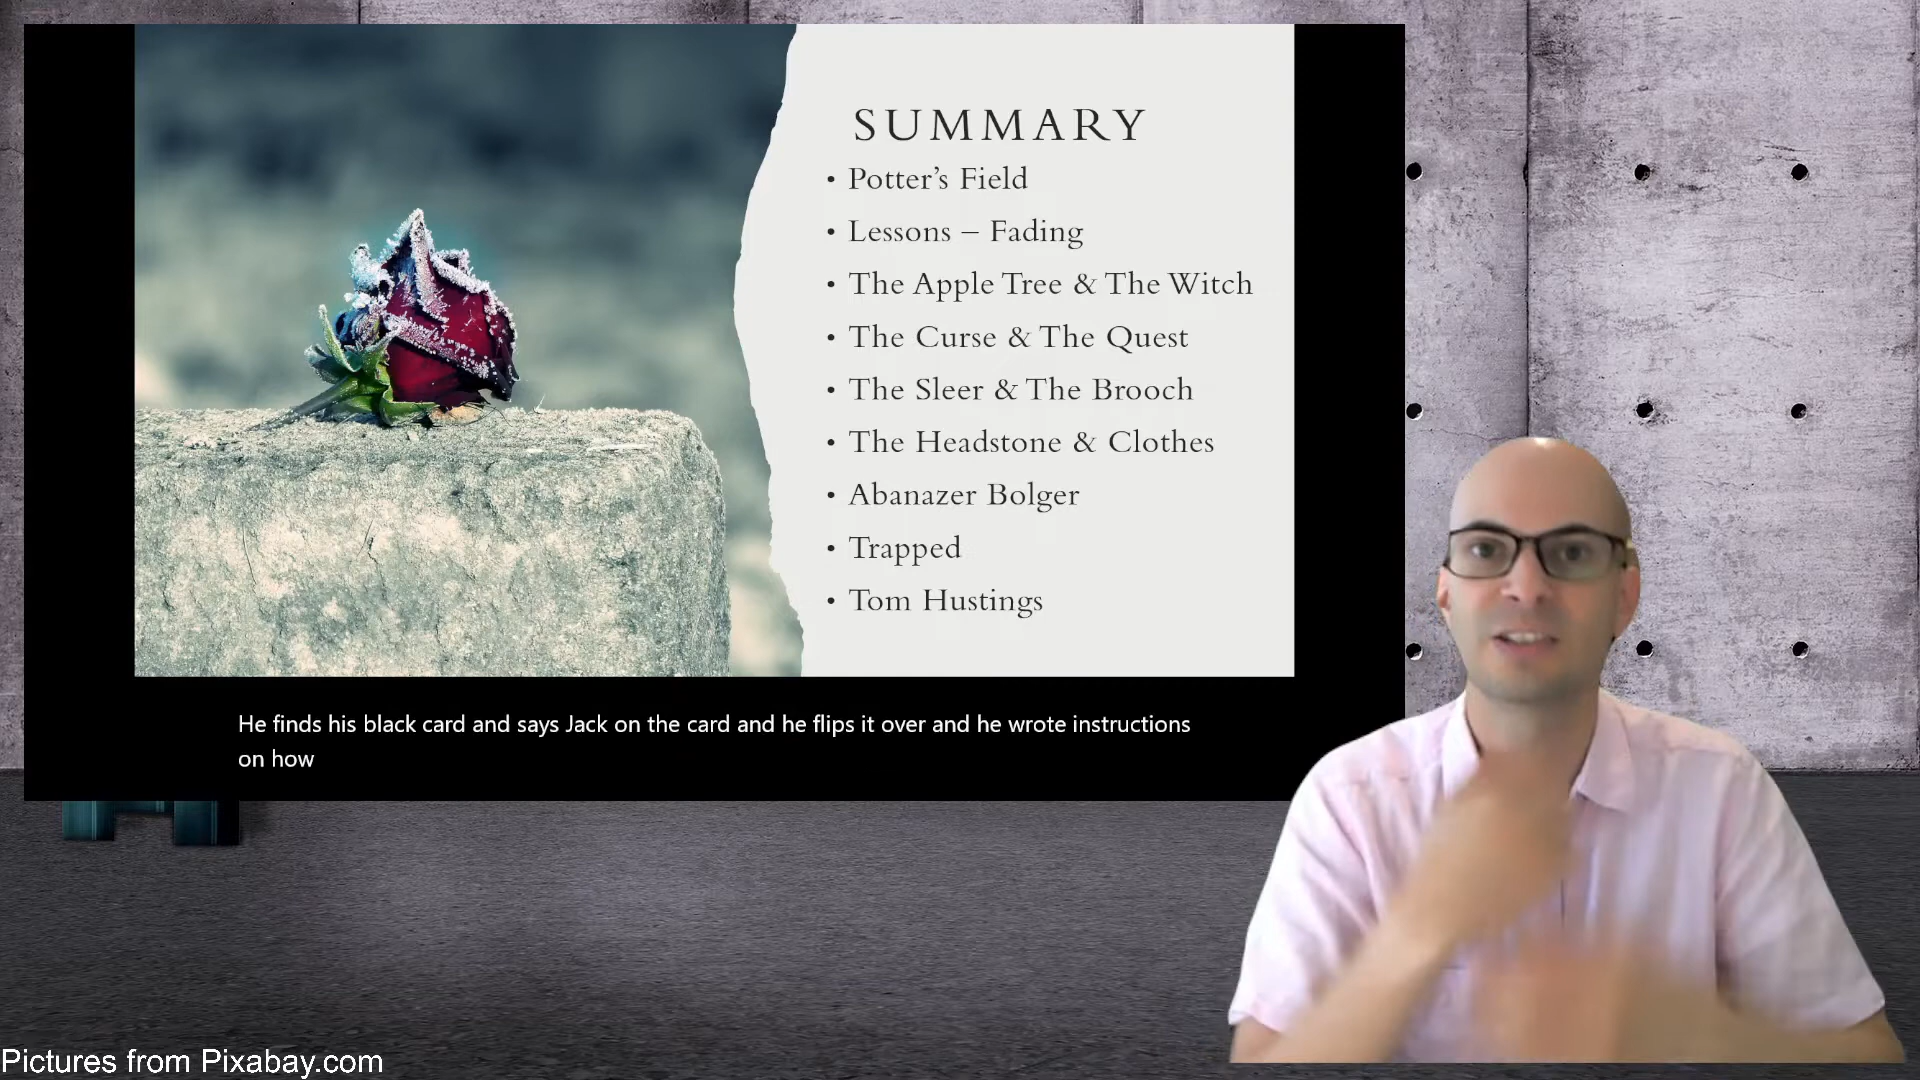 SUMMARY
• Potter’s Field
• Lessons – Fading
• The Apple Tree & The Witch
• The Curse & The Quest
• The Sleer & The Brooch
• The Headstone & Clothes
• Abanazer Bolger
• Trapped
• Tom Hustings
He finds his black card and says Jack on the card and he flips it over and he wrote instructions
on how
Pictures from Pixabay.com